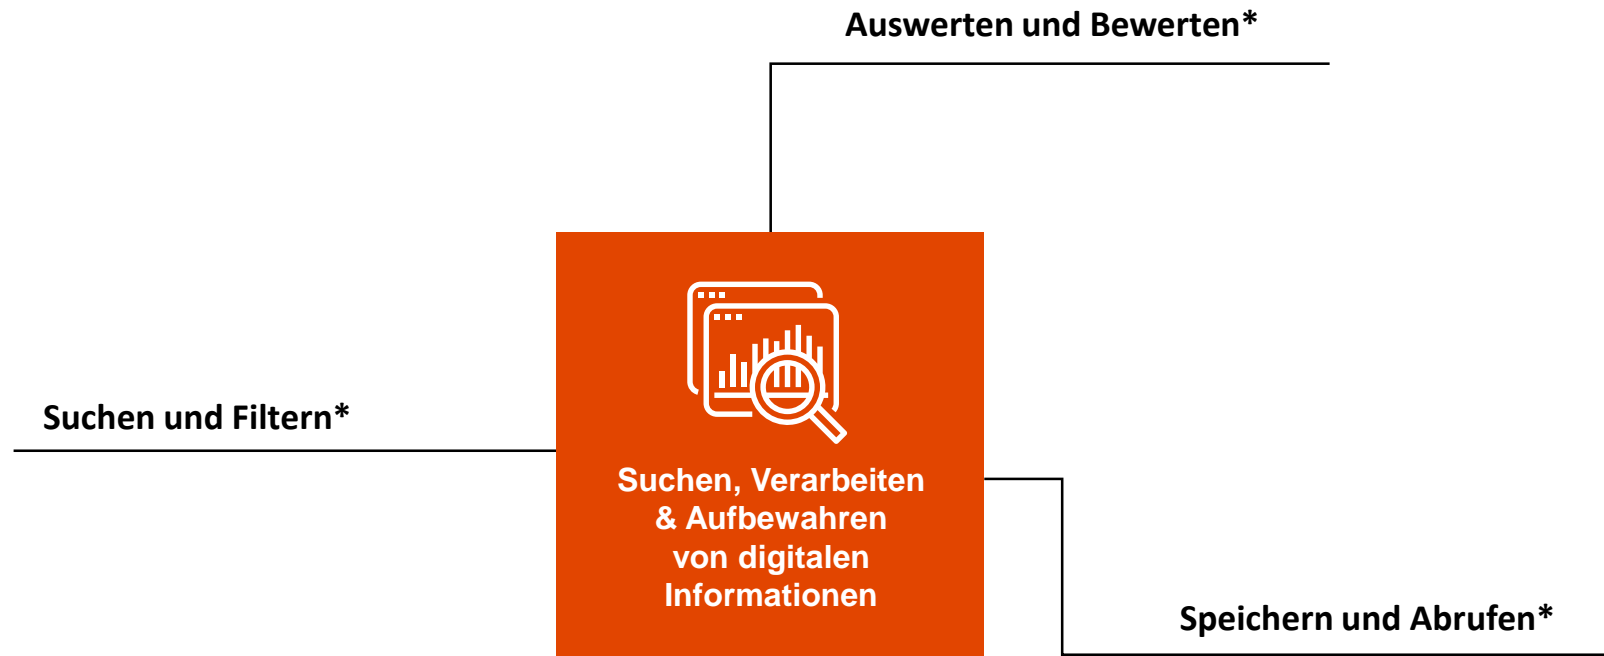 Auswerten und Bewerten*
Suchen und Filtern*
Suchen, Verarbeiten
& Aufbewahren
von digitalen
Informationen
Speichern und Abrufen*